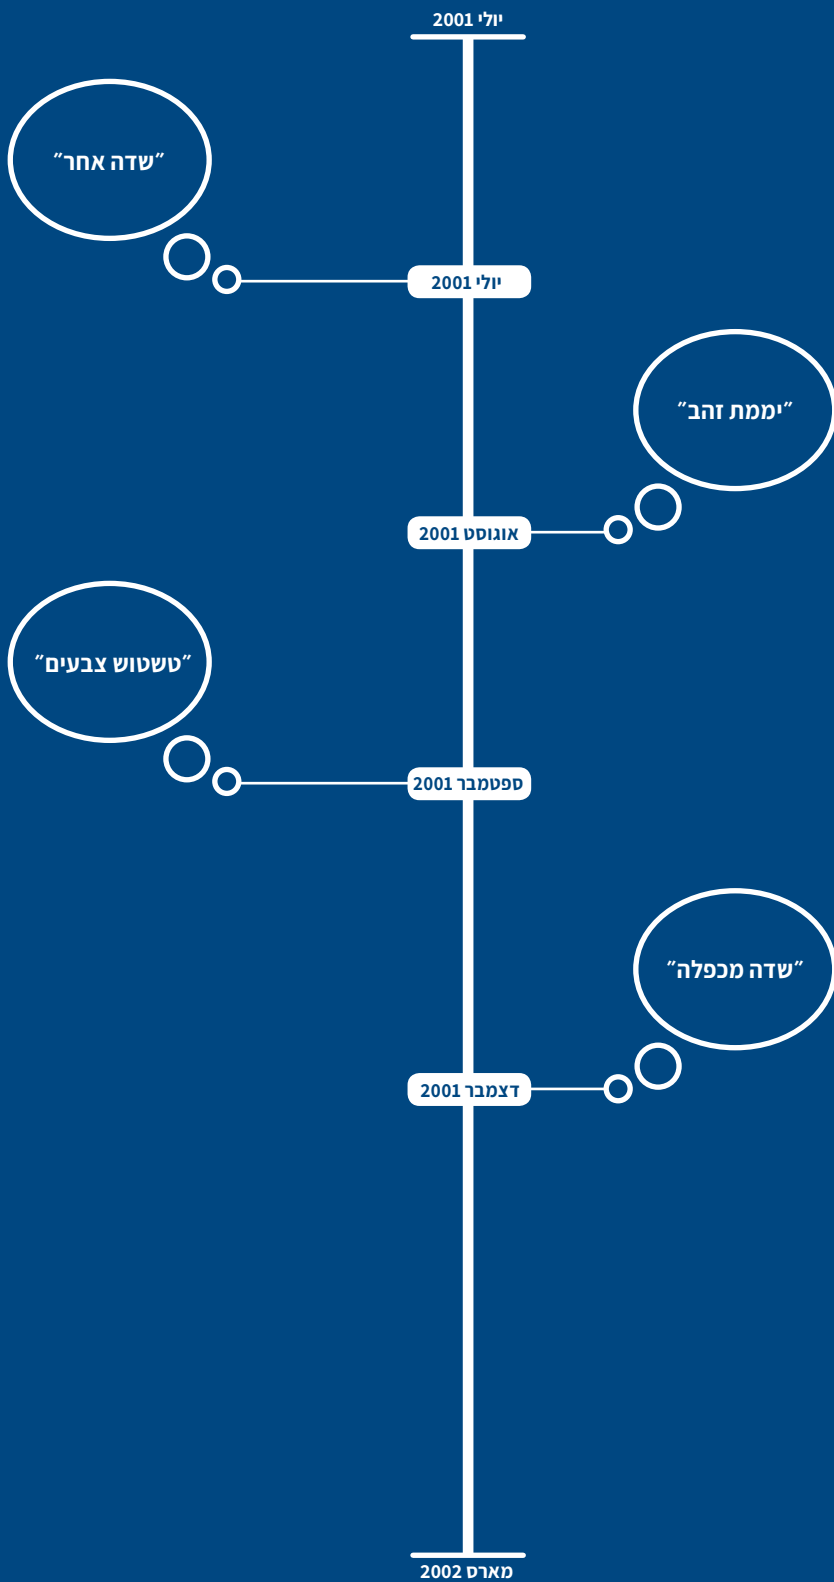 יולי 2001
״שדה אחר״
יולי 2001
״יממת זהב״
אוגוסט 2001
״טשטוש צבעים״
ספטמבר 2001
״שדה מכפלה״
דצמבר 2001
מארס 2002